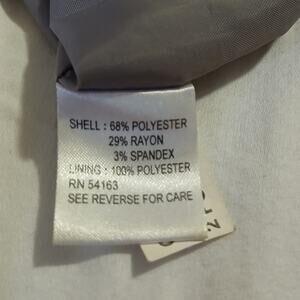 SHELL : 68% POLYESTER
29% RAYON
3% SPANDEX
LINING : 100% POLYESTER
RN 54163
SEE REVERSE FOR CARE